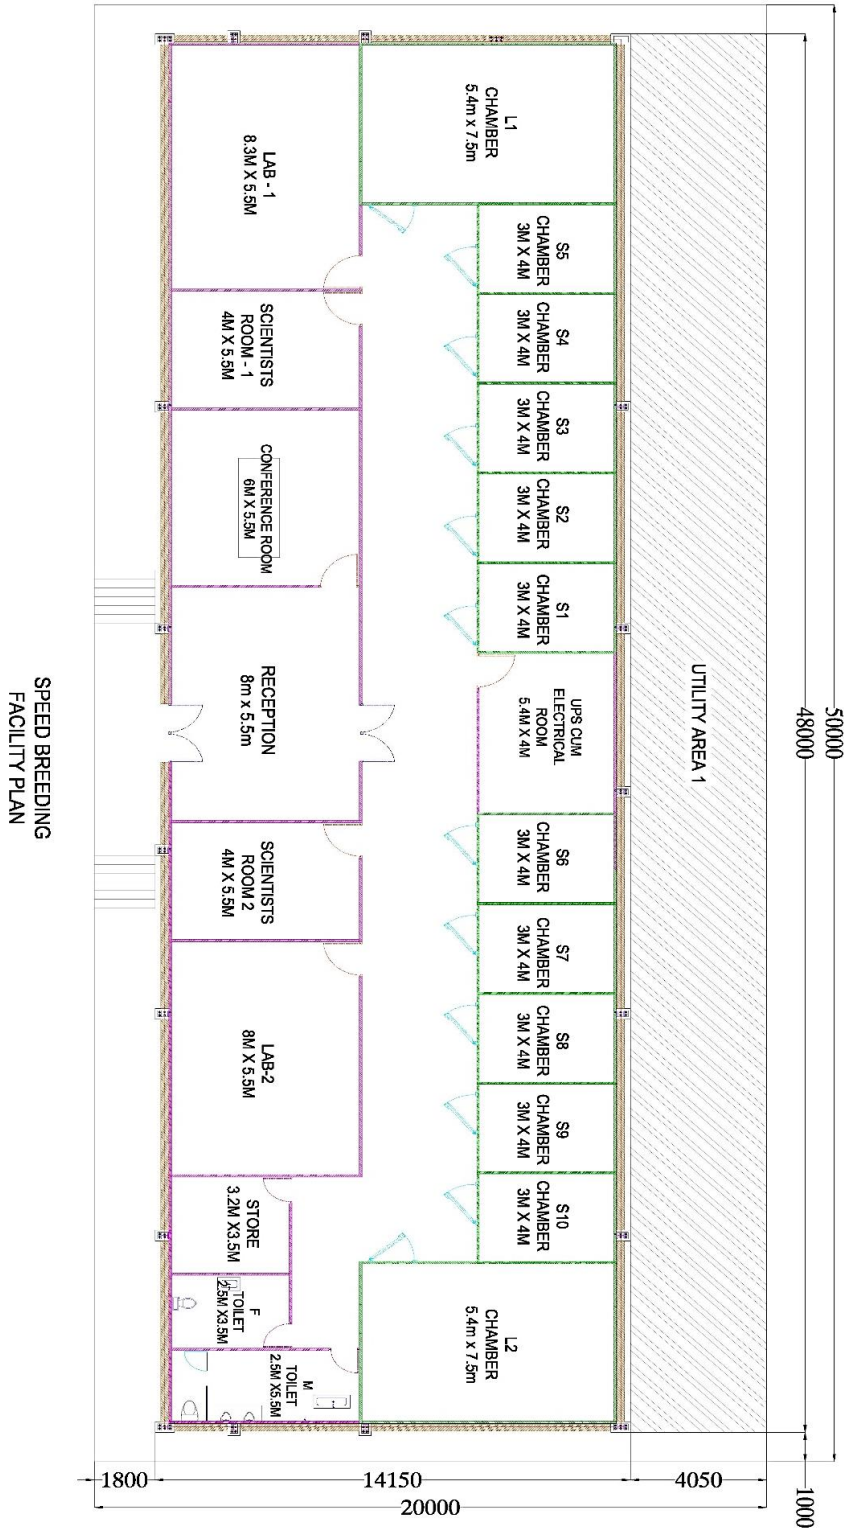 50000
48000
1000
UTILITY AREA 1
L1
CHAMBER
5.4m x 7.5m
S5
CHAMBER
3M X 4M
S4
CHAMBER
3M X 4M
S3
CHAMBER
3M X 4M
S2
CHAMBER
3M X 4M
S1
CHAMBER
3M X 4M
UPS CUM
ELECTRICAL
ROOM
5.4M X 4M
S6
CHAMBER
3M X 4M
S7
CHAMBER
3M X 4M
S8
CHAMBER
3M X 4M
S9
CHAMBER
3M X 4M
S10
CHAMBER
3M X 4M
L2
CHAMBER
5.4m x 7.5m
LAB - 1
8.3M X 5.5M
SCIENTISTS
ROOM - 1
4M X 5.5M
CONFERENCE ROOM
6M X 5.5M
RECEPTION
8m x 5.5m
SCIENTISTS
ROOM 2
4M X 5.5M
LAB-2
8M X 5.5M
STORE
3.2M X3.5M
F
TOILET
2.5M X3.5M
M
TOILET
2.5M X5.5M
4050
14150
1800
20000
SPEED BREEDING
FACILITY PLAN